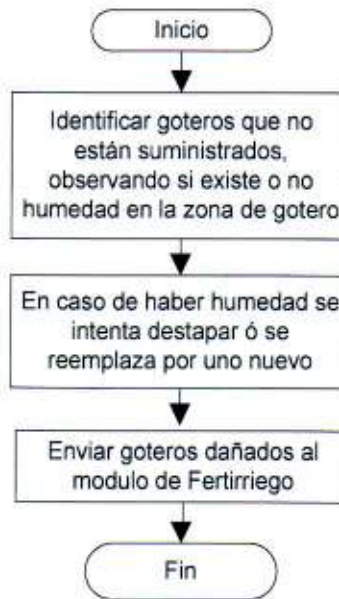 Inicio
Identificar goteros que no
están suministrados,
observando si existe o no
humedad en la zona de gotero
En caso de haber humedad se
intenta destapar ó se
reemplaza por uno nuevo
Enviar goteros dañados al
modulo de Fertirriego
Fin